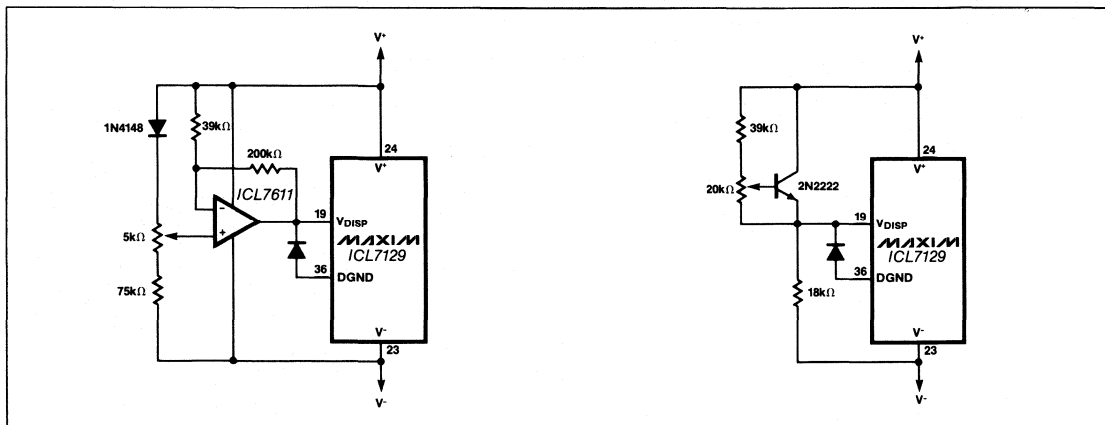 V+
1N4148
39kΩ
200kΩ
ICL7611
−
+
5kΩ
75kΩ
24
V+
19
VDISP
MAXIM
ICL7129
36
DGND
V−
23
V−
V+
39kΩ
20kΩ
2N2222
18kΩ
24
V+
19
VDISP
MAXIM
ICL7129
36
DGND
V−
23
V−